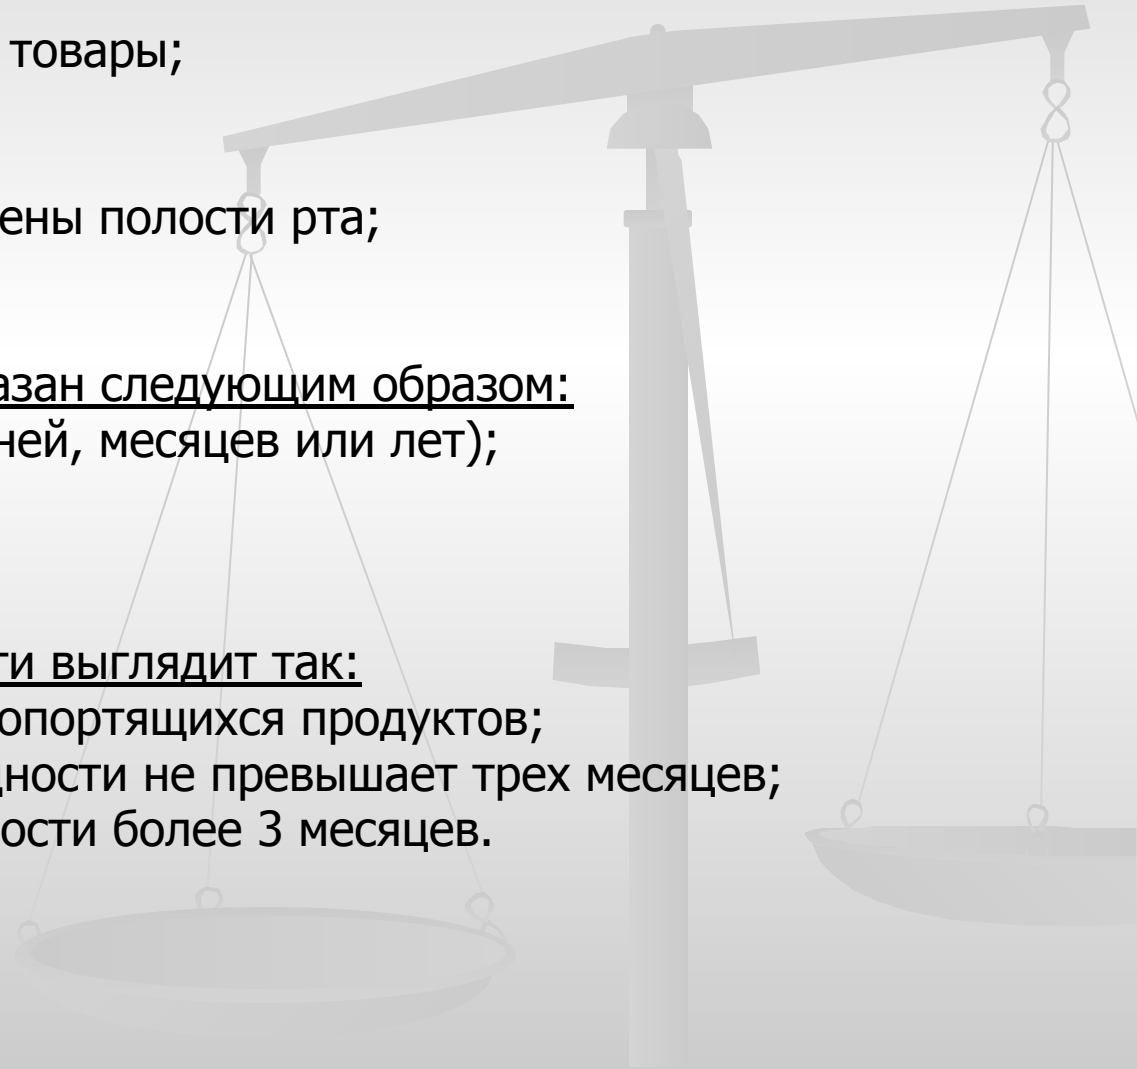 товары;
ены полости рта;
азан следующим образом:
ней, месяцев или лет);
ти выглядит так:
опортящихся продуктов;
дности не превышает трех месяцев;
ости более 3 месяцев.